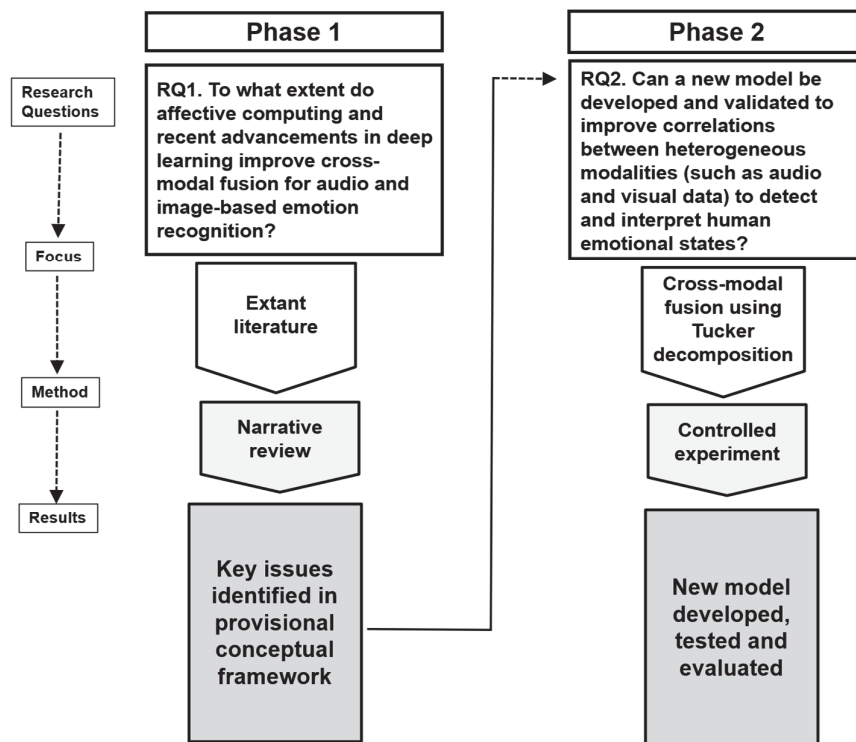 Phase 1
Phase 2
Research
Questions
Focus
Method
Results
RQ1. To what extent do
affective computing and
recent advancements in deep
learning improve cross-
modal fusion for audio and
image-based emotion
recognition?
Extant
literature
Narrative
review
Key issues
identified in
provisional
conceptual
framework
RQ2. Can a new model be
developed and validated to
improve correlations
between heterogeneous
modalities (such as audio
and visual data) to detect
and interpret human
emotional states?
Cross-modal
fusion using
Tucker
decomposition
Controlled
experiment
New model
developed,
tested and
evaluated